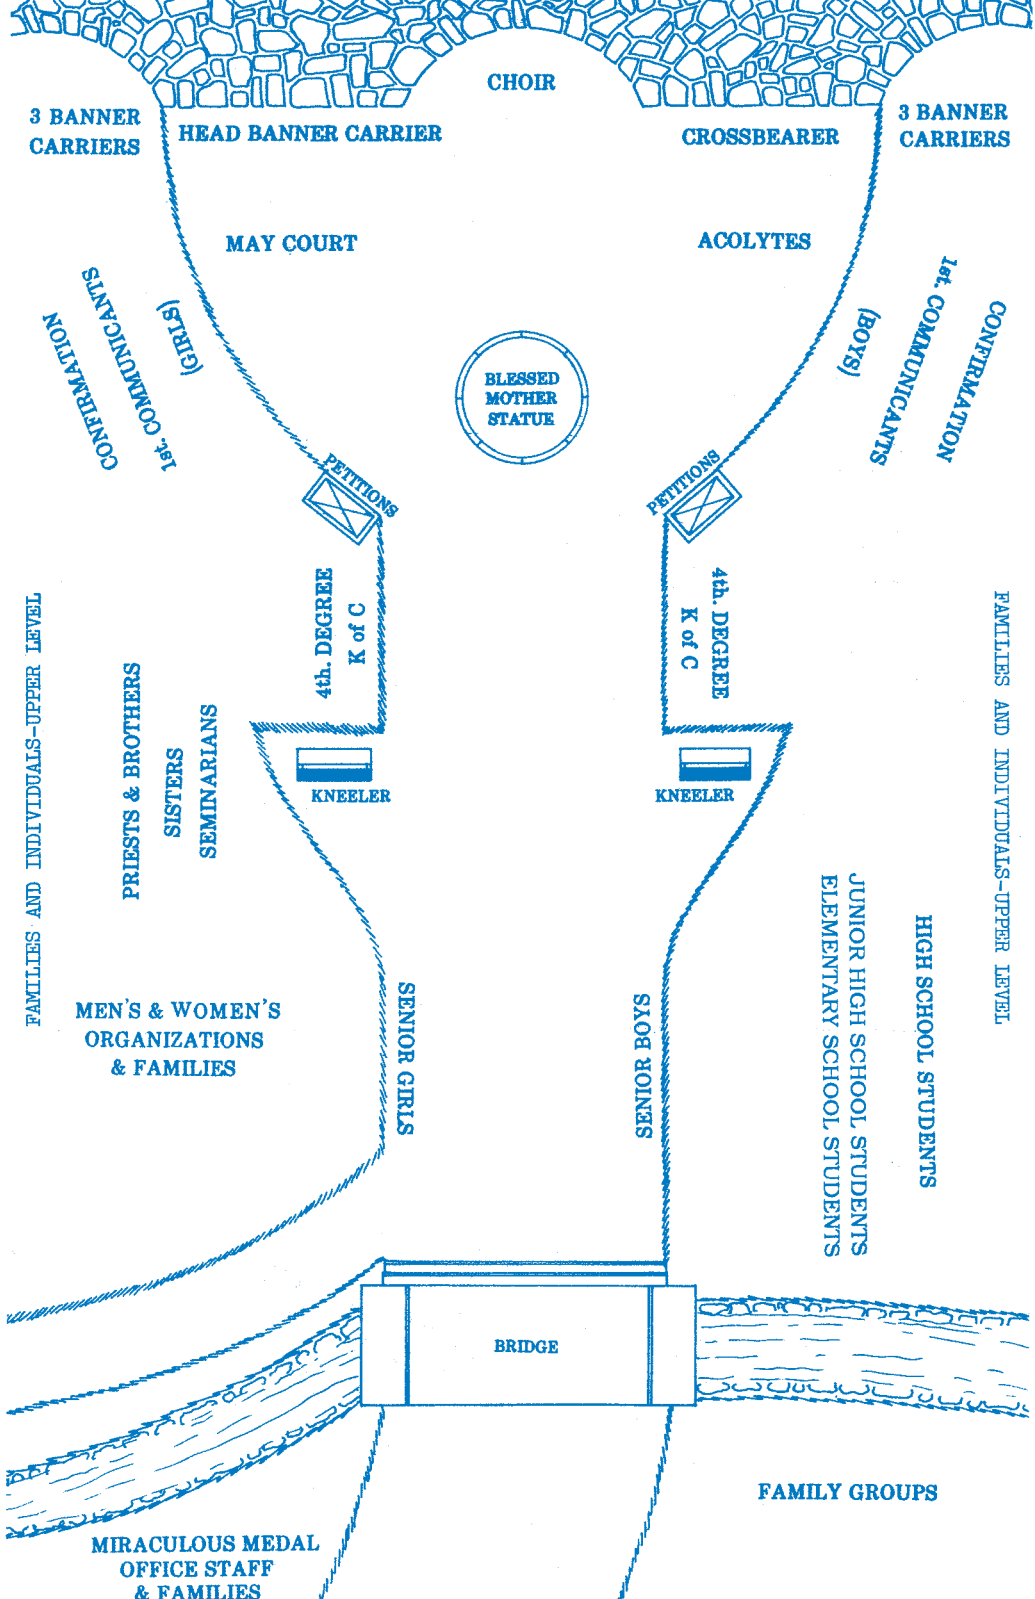 CHOIR
3 BANNER
CARRIERS
HEAD BANNER CARRIER
CROSSBEARER
3 BANNER
CARRIERS
MAY COURT
ACOLYTES
CONFIRMATION
1st. COMMUNICANTS
(GIRLS)
BLESSED
MOTHER
STATUE
(BOYS)
1st. COMMUNICANTS
CONFIRMATION
PETITIONS
PETITIONS
4th. DEGREE
K of C
4th. DEGREE
K of C
FAMILIES AND INDIVIDUALS-UPPER LEVEL
PRIESTS & BROTHERS
SISTERS
SEMINARIANS
KNEELER
KNEELER
FAMILIES AND INDIVIDUALS-UPPER LEVEL
MEN'S & WOMEN'S
ORGANIZATIONS
& FAMILIES
SENIOR GIRLS
SENIOR BOYS
HIGH SCHOOL STUDENTS
JUNIOR HIGH SCHOOL STUDENTS
ELEMENTARY SCHOOL STUDENTS
BRIDGE
FAMILY GROUPS
MIRACULOUS MEDAL
OFFICE STAFF
& FAMILIES